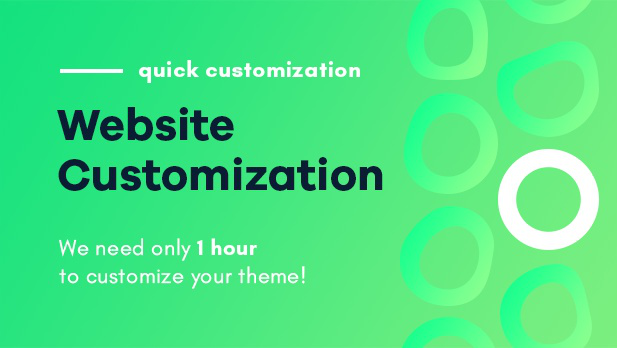 quick customization
Website
Customization
We need only 1 hour
to customize your theme!